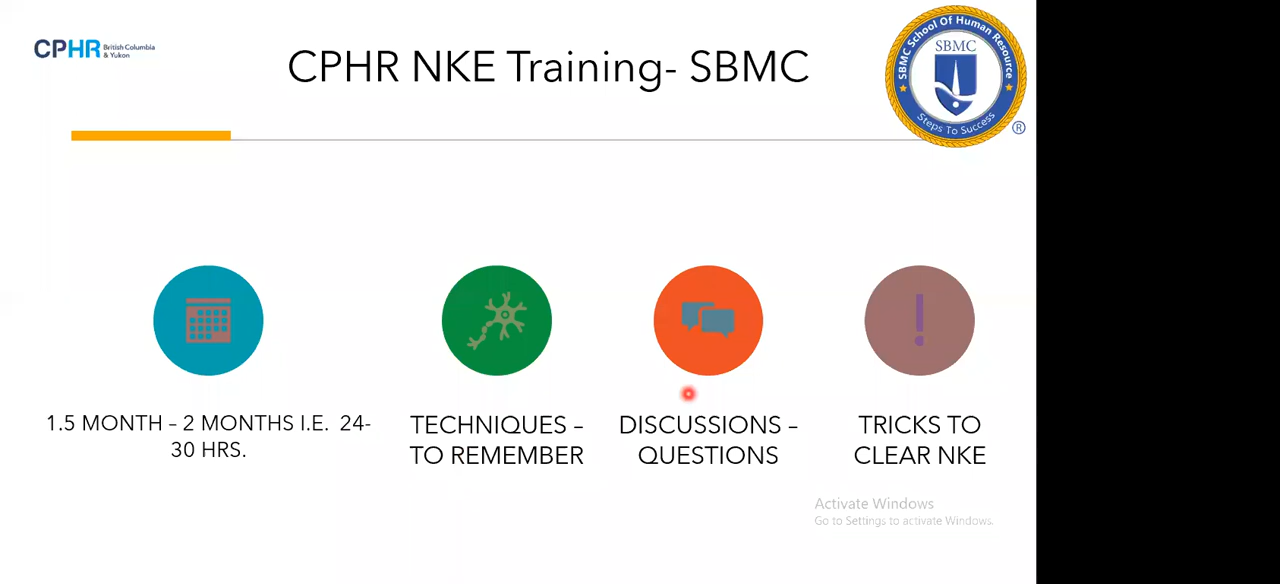 CPHR British Columbia
& Yukon
CPHR NKE Training- SBMC
SBMC School Of Human Resource
SBMC
Steps To Success
®
1.5 MONTH – 2 MONTHS I.E. 24-
30 HRS.
TECHNIQUES –
TO REMEMBER
DISCUSSIONS –
QUESTIONS
TRICKS TO
CLEAR NKE
Activate Windows
Go to Settings to activate Windows.